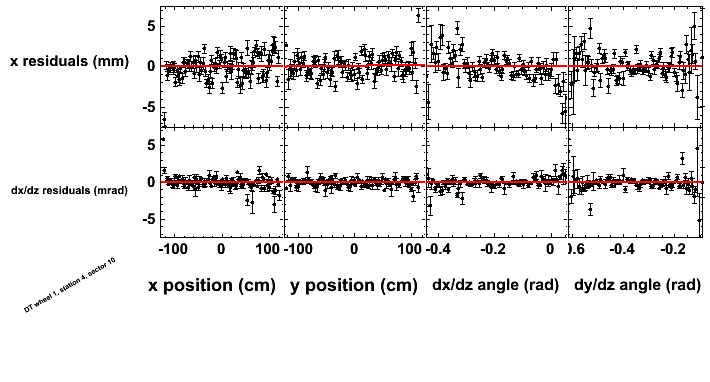 5
x residuals (mm)
0
-5
5
dx/dz residuals (mrad)
0
-5
-100 0 100 -100 0 100 -0.4 -0.2 0 0.6 -0.4 -0.2
x position (cm) y position (cm) dx/dz angle (rad) dy/dz angle (rad)
DT wheel 1, station 4, sector 10